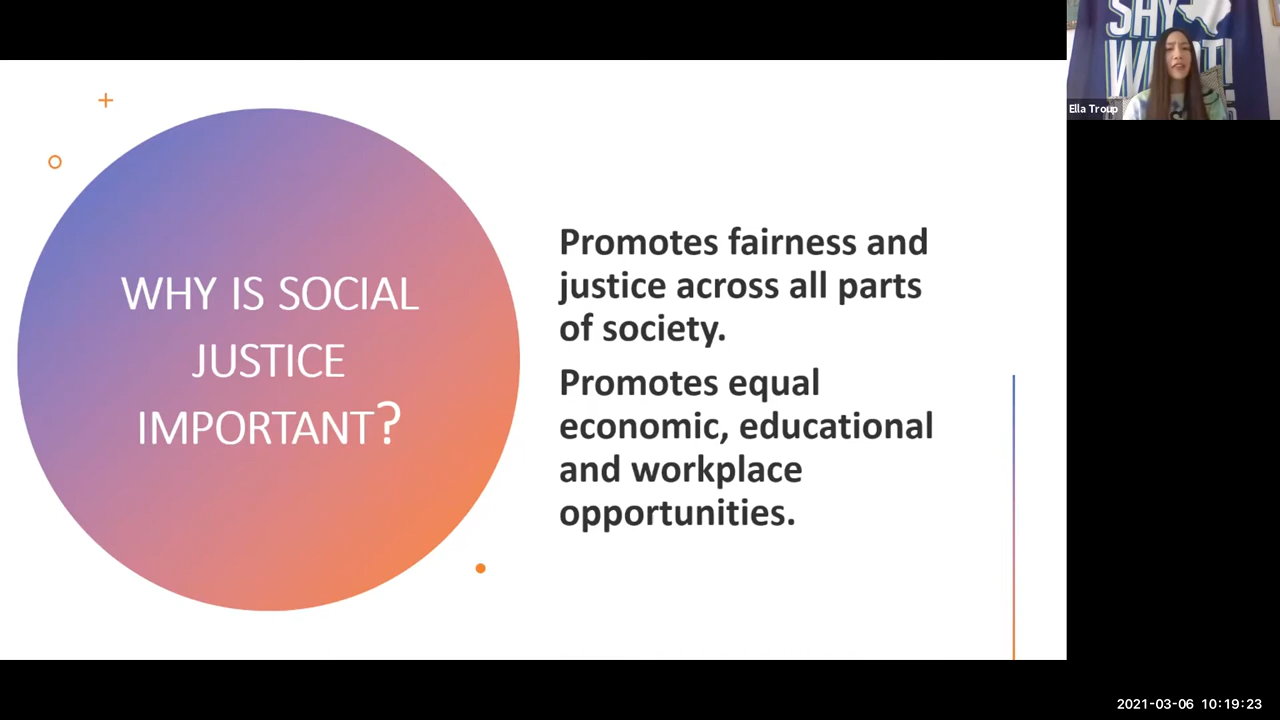 WHY IS SOCIAL
JUSTICE
IMPORTANT?
Promotes fairness and
justice across all parts
of society.
Promotes equal
economic, educational
and workplace
opportunities.
SHY
Ella Troup
2021-03-06 10:19:23